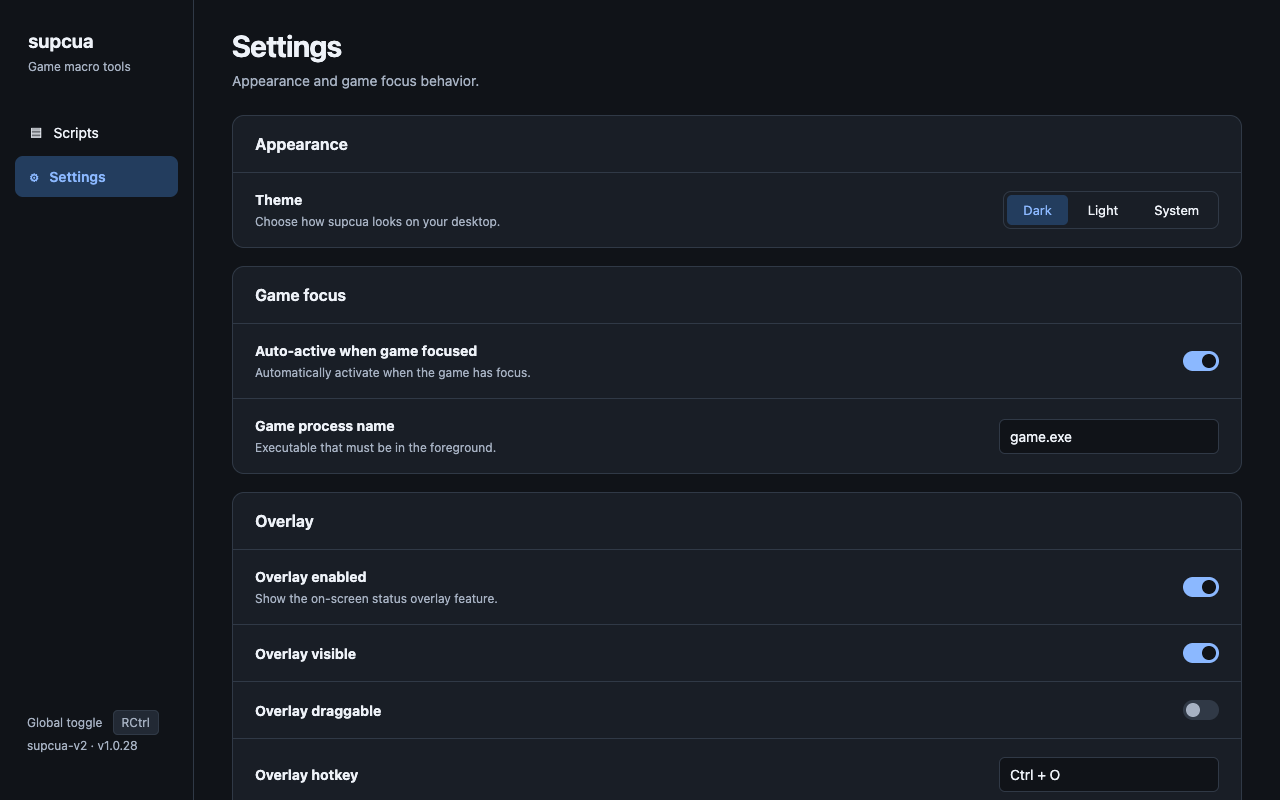 supcua
Game macro tools
Scripts
Settings
Global toggle RCtrl
supcua-v2 · v1.0.28
Settings
Appearance and game focus behavior.
Appearance
Theme
Choose how supcua looks on your desktop.
Dark Light System
Game focus
Auto-active when game focused
Automatically activate when the game has focus.
Game process name
Executable that must be in the foreground.
game.exe
Overlay
Overlay enabled
Show the on-screen status overlay feature.
Overlay visible
Overlay draggable
Overlay hotkey
Ctrl + O